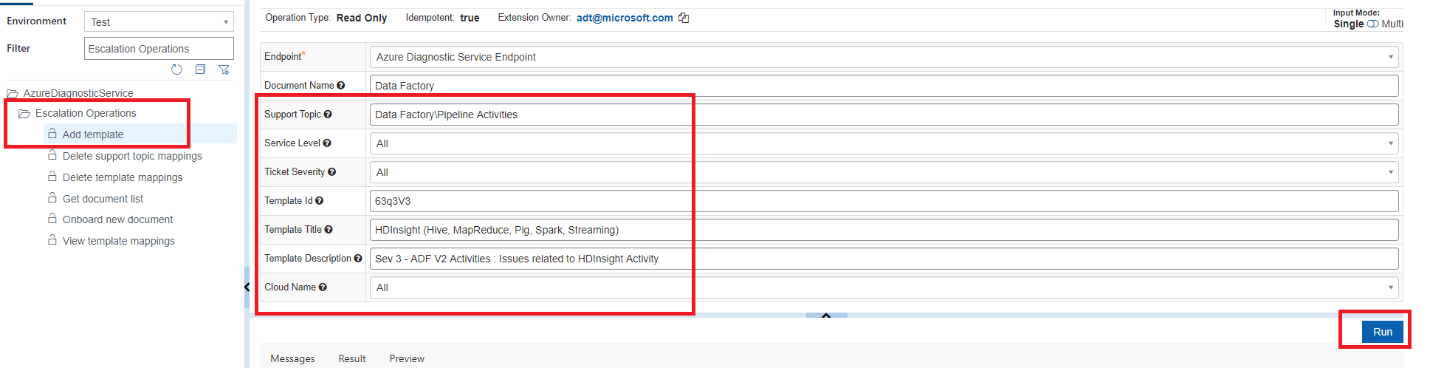 Environment Test
Filter Escalation Operations
AzureDiagnosticService
Escalation Operations
Add template
Delete support topic mappings
Delete template mappings
Get document list
Onboard new document
View template mappings
Operation Type: Read Only Idempotent: true Extension Owner: adt@microsoft.com
Input Mode:
Single Multi
Endpoint* Azure Diagnostic Service Endpoint
Document Name Data Factory
Support Topic Data Factory\Pipeline Activities
Service Level All
Ticket Severity All
Template Id 63q3V3
Template Title HDInsight (Hive, MapReduce, Pig, Spark, Streaming)
Template Description Sev 3 - ADF V2 Activities : Issues related to HDInsight Activity
Cloud Name All
Run
Messages Result Preview